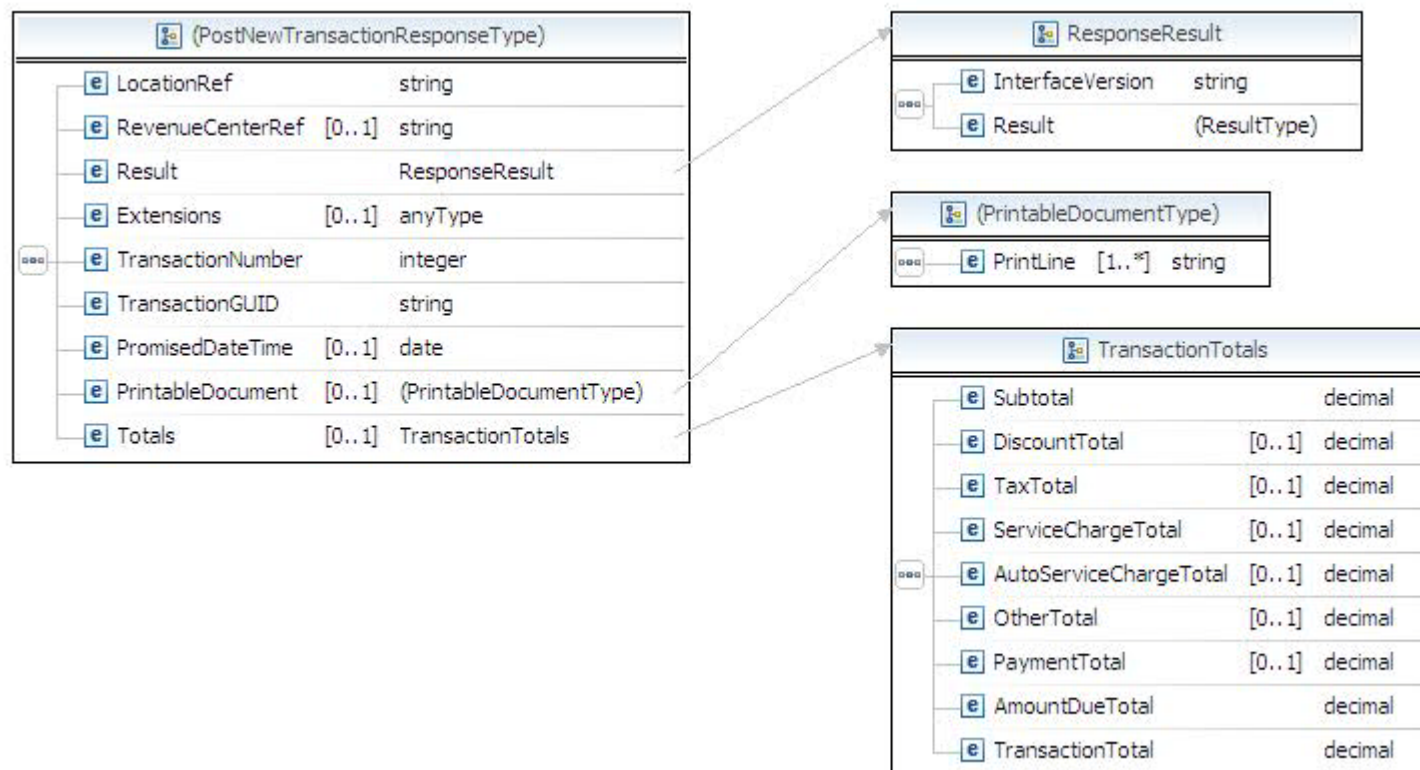 (PostNewTransactionResponseType)
e LocationRef string
e RevenueCenterRef [0..1] string
e Result ResponseResult
e Extensions [0..1] anyType
e TransactionNumber integer
e TransactionGUID string
e PromisedDateTime [0..1] date
e PrintableDocument [0..1] (PrintableDocumentType)
e Totals [0..1] TransactionTotals
ResponseResult
e InterfaceVersion string
e Result (ResultType)
(PrintableDocumentType)
e PrintLine [1..*] string
TransactionTotals
e Subtotal decimal
e DiscountTotal [0..1] decimal
e TaxTotal [0..1] decimal
e ServiceChargeTotal [0..1] decimal
e AutoServiceChargeTotal [0..1] decimal
e OtherTotal [0..1] decimal
e PaymentTotal [0..1] decimal
e AmountDueTotal decimal
e TransactionTotal decimal